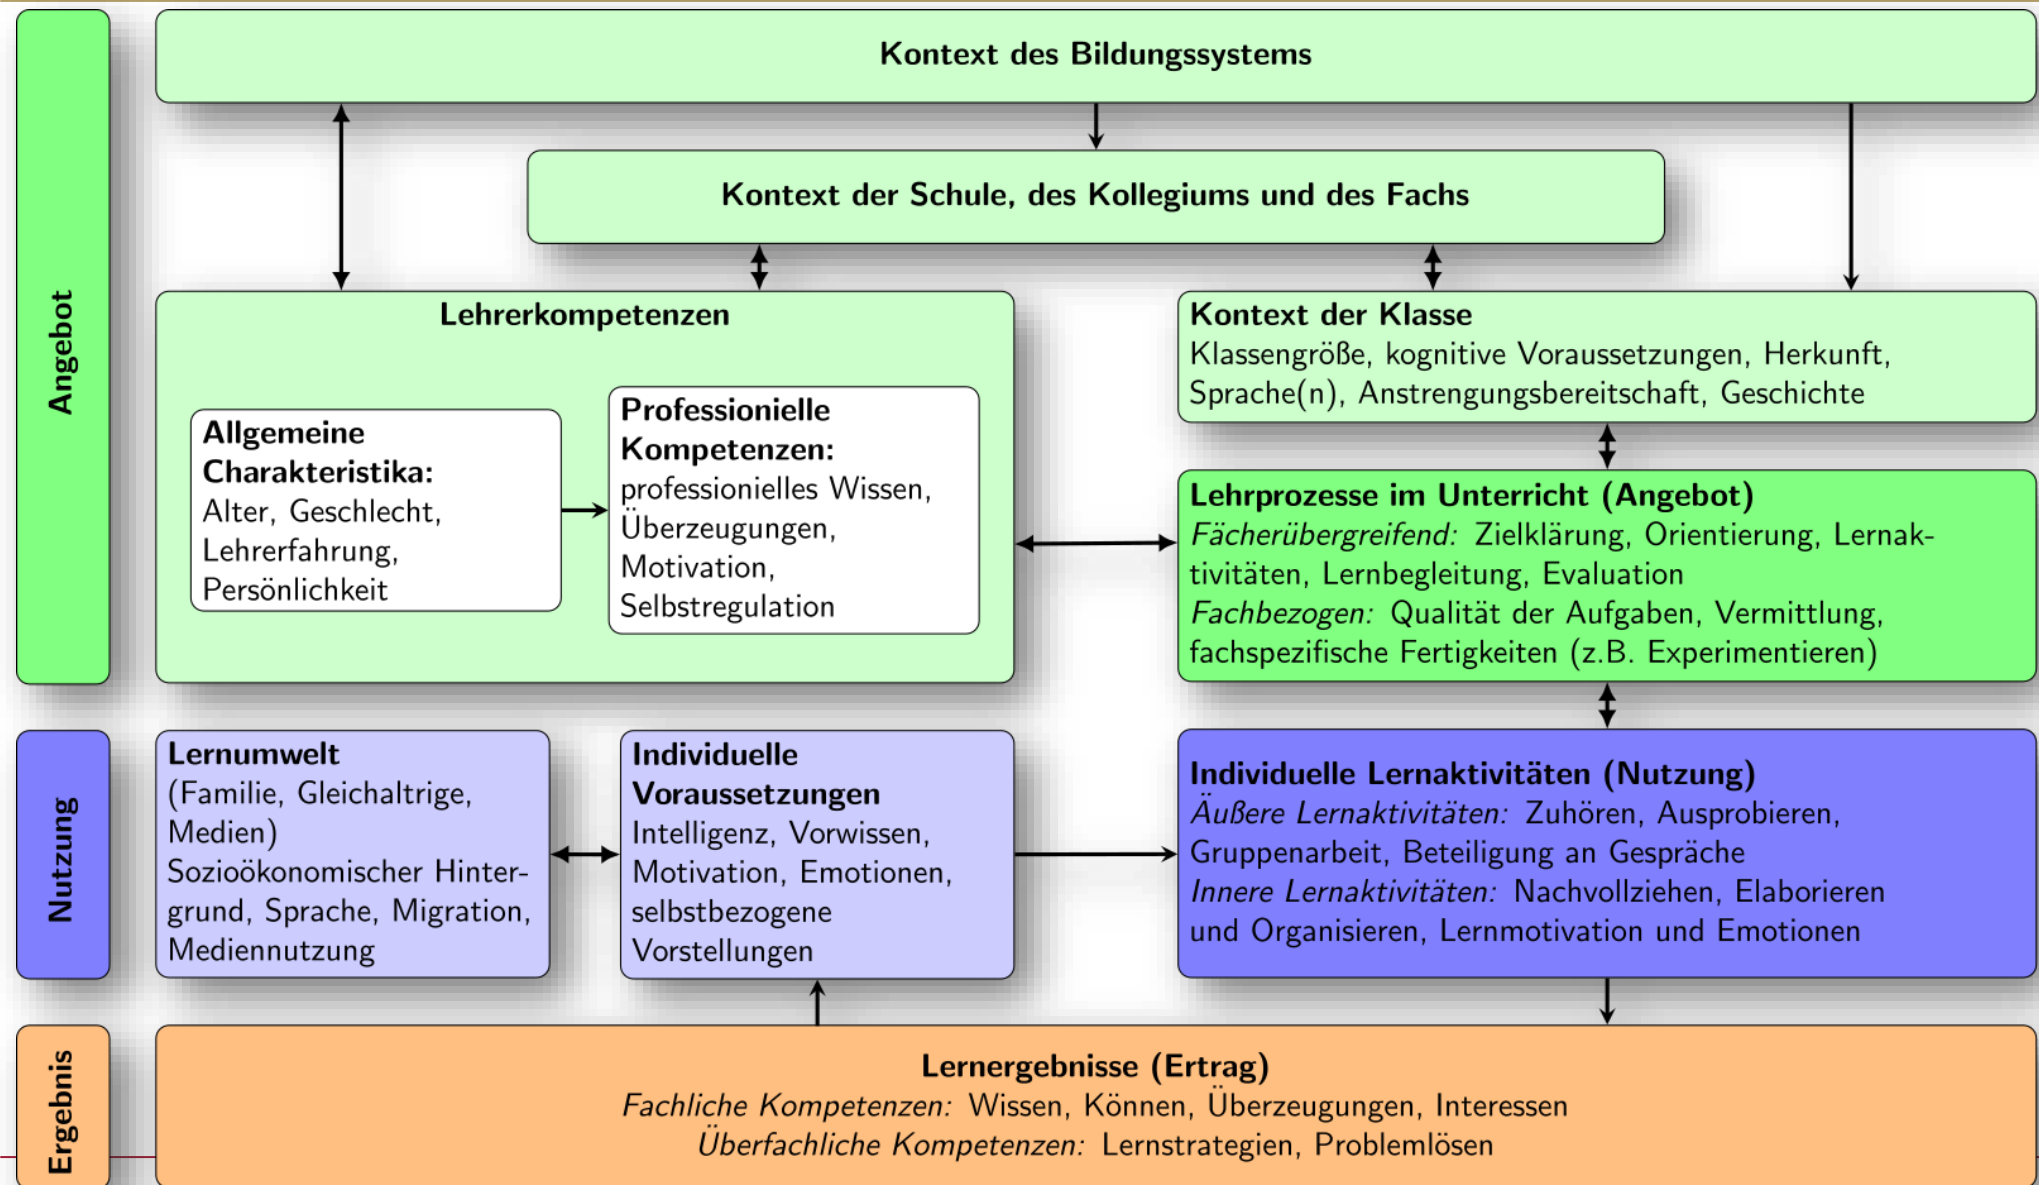 Angebot
Kontext des Bildungssystems
Kontext der Schule, des Kollegiums und des Fachs
Lehrerkompetenzen
Allgemeine
Charakteristika:
Alter, Geschlecht,
Lehrerfahrung,
Persönlichkeit
Professionielle
Kompetenzen:
professionielles Wissen,
Überzeugungen,
Motivation,
Selbstregulation
Kontext der Klasse
Klassengröße, kognitive Voraussetzungen, Herkunft,
Sprache(n), Anstrengungsbereitschaft, Geschichte
Lehrprozesse im Unterricht (Angebot)
Fächerübergreifend: Zielklärung, Orientierung, Lernak-
tivitäten, Lernbegleitung, Evaluation
Fachbezogen: Qualität der Aufgaben, Vermittlung,
fachspezifische Fertigkeiten (z.B. Experimentieren)
Nutzung
Lernumwelt
(Familie, Gleichaltrige,
Medien)
Sozioökonomischer Hinter-
grund, Sprache, Migration,
Mediennutzung
Individuelle
Voraussetzungen
Intelligenz, Vorwissen,
Motivation, Emotionen,
selbstbezogene
Vorstellungen
Individuelle Lernaktivitäten (Nutzung)
Äußere Lernaktivitäten: Zuhören, Ausprobieren,
Gruppenarbeit, Beteiligung an Gespräche
Innere Lernaktivitäten: Nachvollziehen, Elaborieren
und Organisieren, Lernmotivation und Emotionen
Ergebnis
Lernergebnisse (Ertrag)
Fachliche Kompetenzen: Wissen, Können, Überzeugungen, Interessen
Überfachliche Kompetenzen: Lernstrategien, Problemlösen